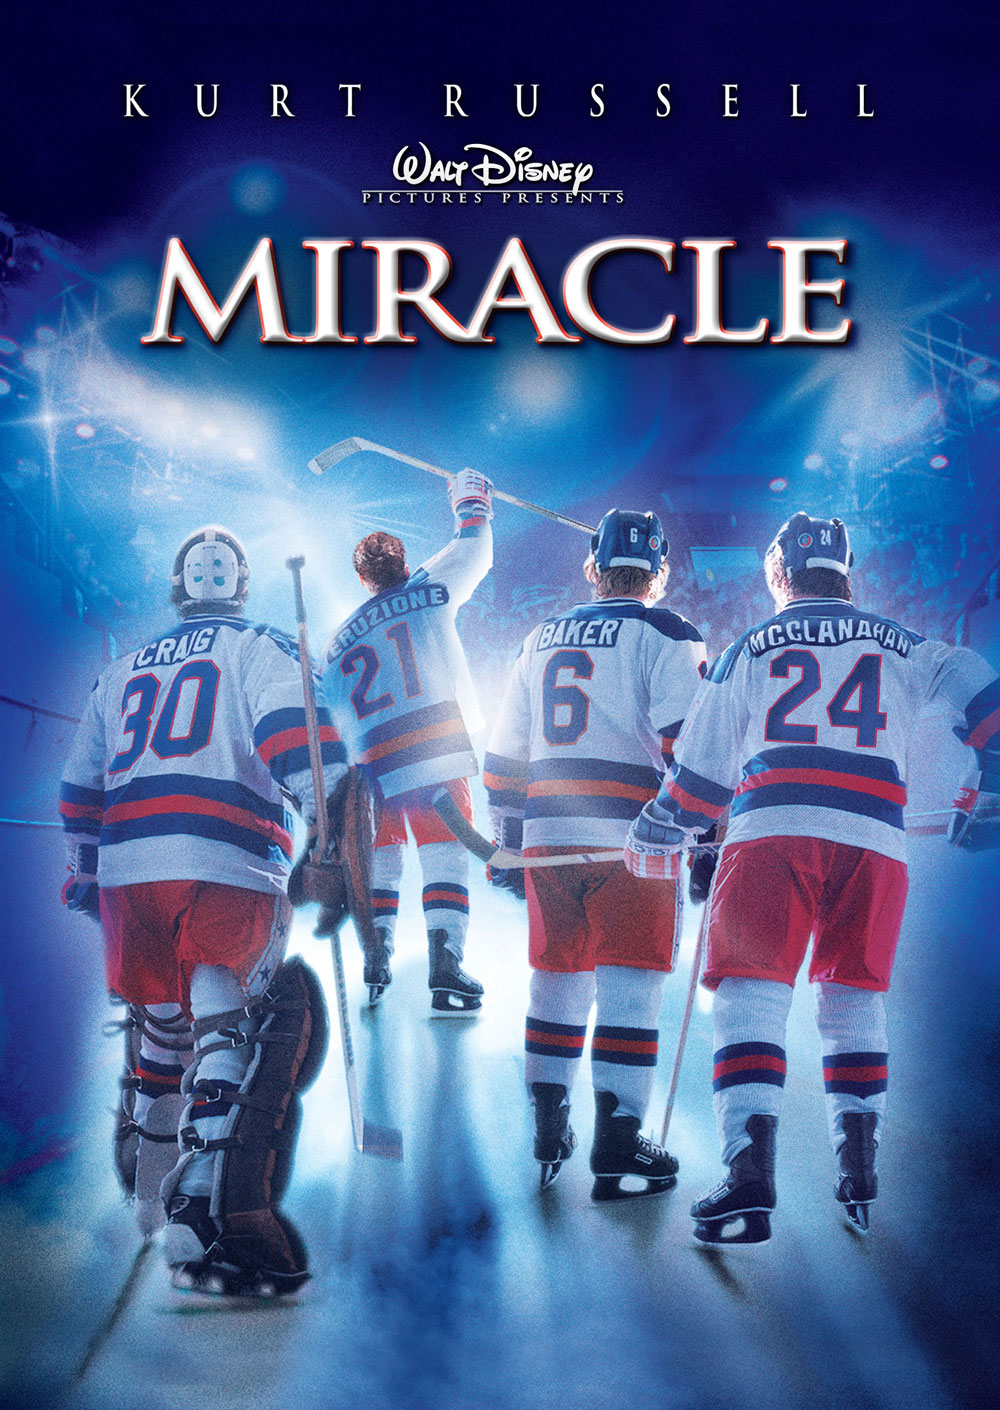 KURT RUSSELL
WALT DISNEY
PICTURES PRESENTS
MIRACLE
6
24
CRAIG
30
ERUZIONE
21
BAKER
6
MCCLANAHAN
24